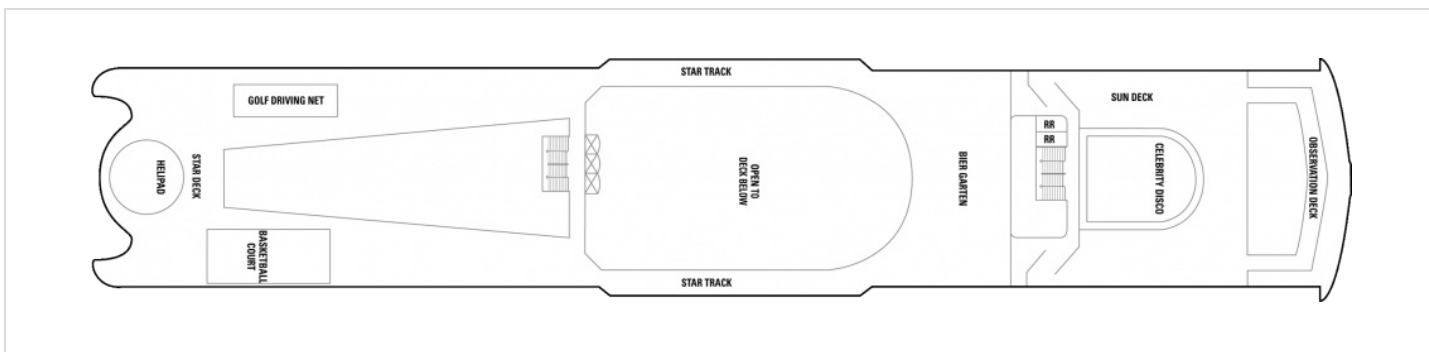 STAR TRACK
GOLF DRIVING NET
HELIPAD
STAR DECK
BASKETBALL
COURT
OPEN TO
DECK BELOW
STAR TRACK
BIER GARTEN
RR
RR
SUN DECK
CELEBRITY DISCO
OBSERVATION DECK